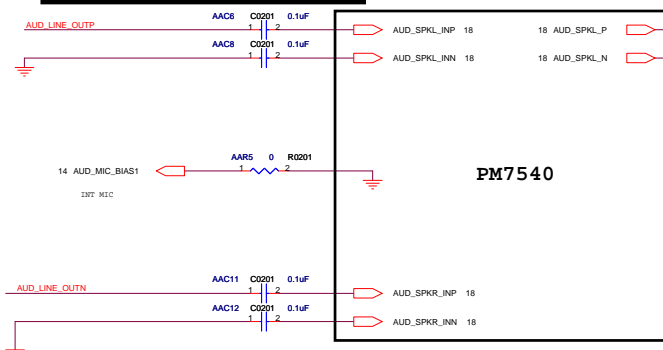 AAC6 C0201 0.1uF
AUD_LINE_OUTP
1 2
AUD_SPKL_INP 18
18 AUD_SPKL_P
AAC8 C0201 0.1uF
1 2
AUD_SPKL_INN 18
18 AUD_SPKL_N
AAR5 0 R0201
14 AUD_MIC_BIAS1
1 2
INT MIC
PM7540
AAC11 C0201 0.1uF
AUD_LINE_OUTN
1 2
AUD_SPKR_INP 18
AAC12 C0201 0.1uF
1 2
AUD_SPKR_INN 18